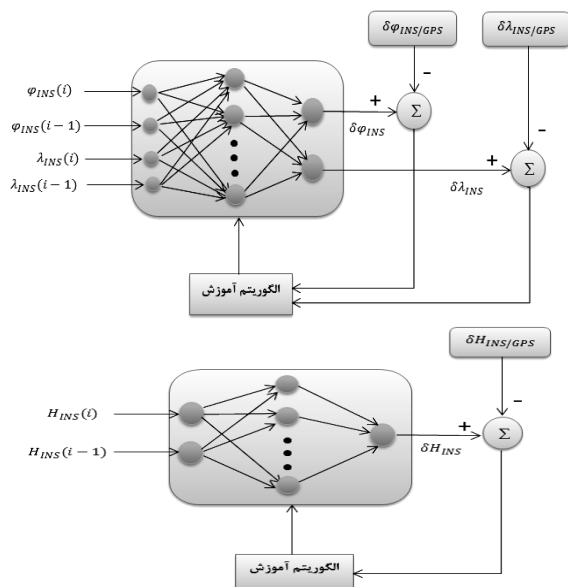 δφ_INS/GPS
δλ_INS/GPS
φ_INS(i)
φ_INS(i−1)
λ_INS(i)
λ_INS(i−1)
+
−
Σ
δφ_INS
−
+
Σ
δλ_INS
الگوریتم آموزش
δH_INS/GPS
H_INS(i)
H_INS(i−1)
−
+
Σ
δH_INS
الگوریتم آموزش